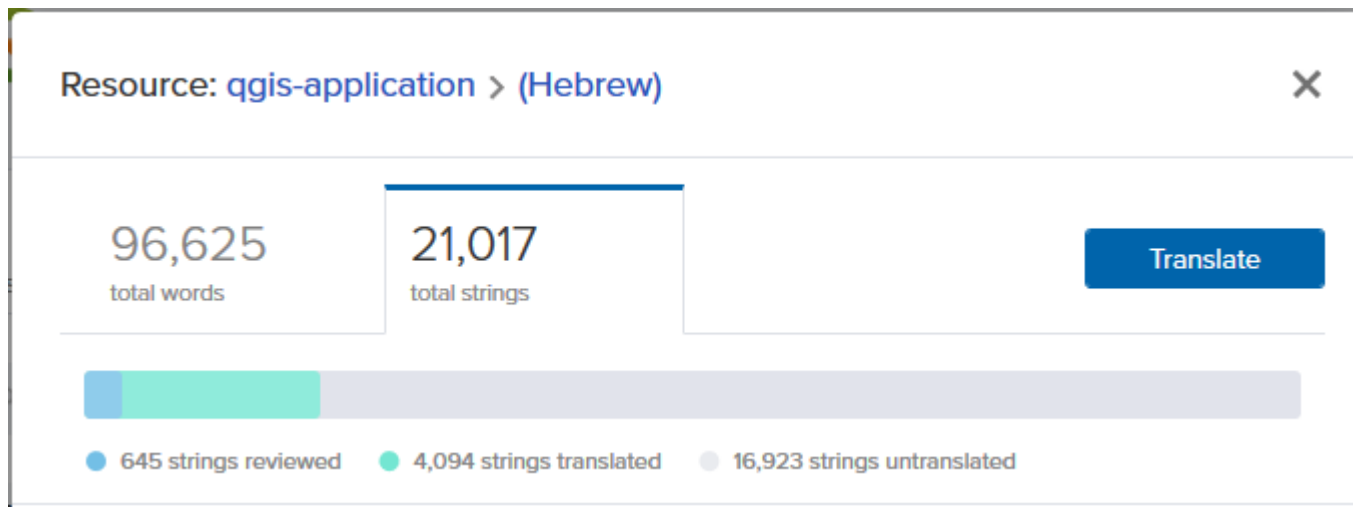 Resource: qgis-application > (Hebrew)
96,625
total words
21,017
total strings
Translate
645 strings reviewed
4,094 strings translated
16,923 strings untranslated